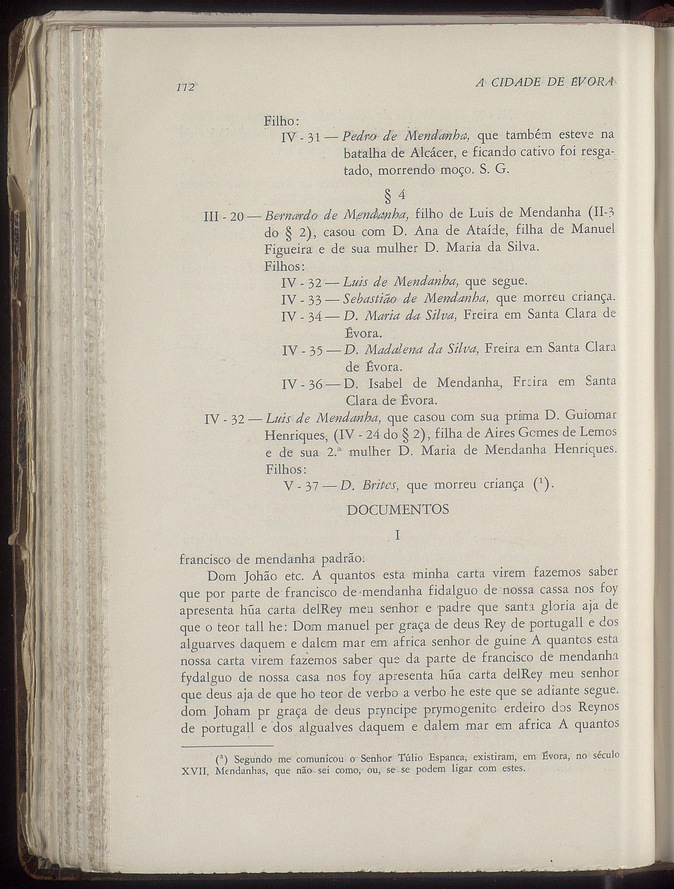 172
A CIDADE DE ÉVORA
Filho:
IV - 31 — Pedro de Mendanha, que também esteve na
batalha de Alcácer, e ficando cativo foi resga-
tado, morrendo moço. S. G.
§ 4
III - 20 — Bernardo de Mendanha, filho de Luis de Mendanha (II-3
do § 2), casou com D. Ana de Ataíde, filha de Manuel
Figueira e de sua mulher D. Maria da Silva.
Filhos:
IV - 32 — Luis de Mendanha, que segue.
IV - 33 — Sebastião de Mendanha, que morreu criança.
IV - 34 — D. Maria da Silva, Freira em Santa Clara de
Évora.
IV - 35 — D. Madalena da Silva, Freira em Santa Clara
de Évora.
IV - 36 — D. Isabel de Mendanha, Freira em Santa
Clara de Évora.
IV - 32 — Luis de Mendanha, que casou com sua prima D. Guiomar
Henriques, (IV - 24 do § 2), filha de Aires Gomes de Lemos
e de sua 2.ª mulher D. Maria de Mendanha Henriques.
Filhos:
V - 37 — D. Brites, que morreu criança (¹).
DOCUMENTOS
I
francisco de mendanha padrão.
Dom Johão etc. A quantos esta minha carta virem fazemos saber
que por parte de francisco de mendanha fidalguo de nossa cassa nos foy
apresenta hũa carta delRey meu senhor e padre que santa gloria aja de
que o teor tall he: Dom manuel per graça de deus Rey de portugall e dos
alguarves daquem e dalem mar em africa senhor de guine A quantos esta
nossa carta virem fazemos saber que da parte de francisco de mendanha
fydalguo de nossa casa nos foy apresenta hũa carta delRey meu senhor
que deus aja de que ho teor de verbo a verbo he este que se adiante segue.
dom Joham pr graça de deus pryncipe prymogenito erdeiro dos Reynos
de portugall e dos algualves daquem e dalem mar em africa A quantos
(¹) Segundo me comunicou o Senhor Túlio Espanca, existiram, em Évora, no século
XVII, Mendanhas, que não sei como, ou, se se podem ligar com estes.